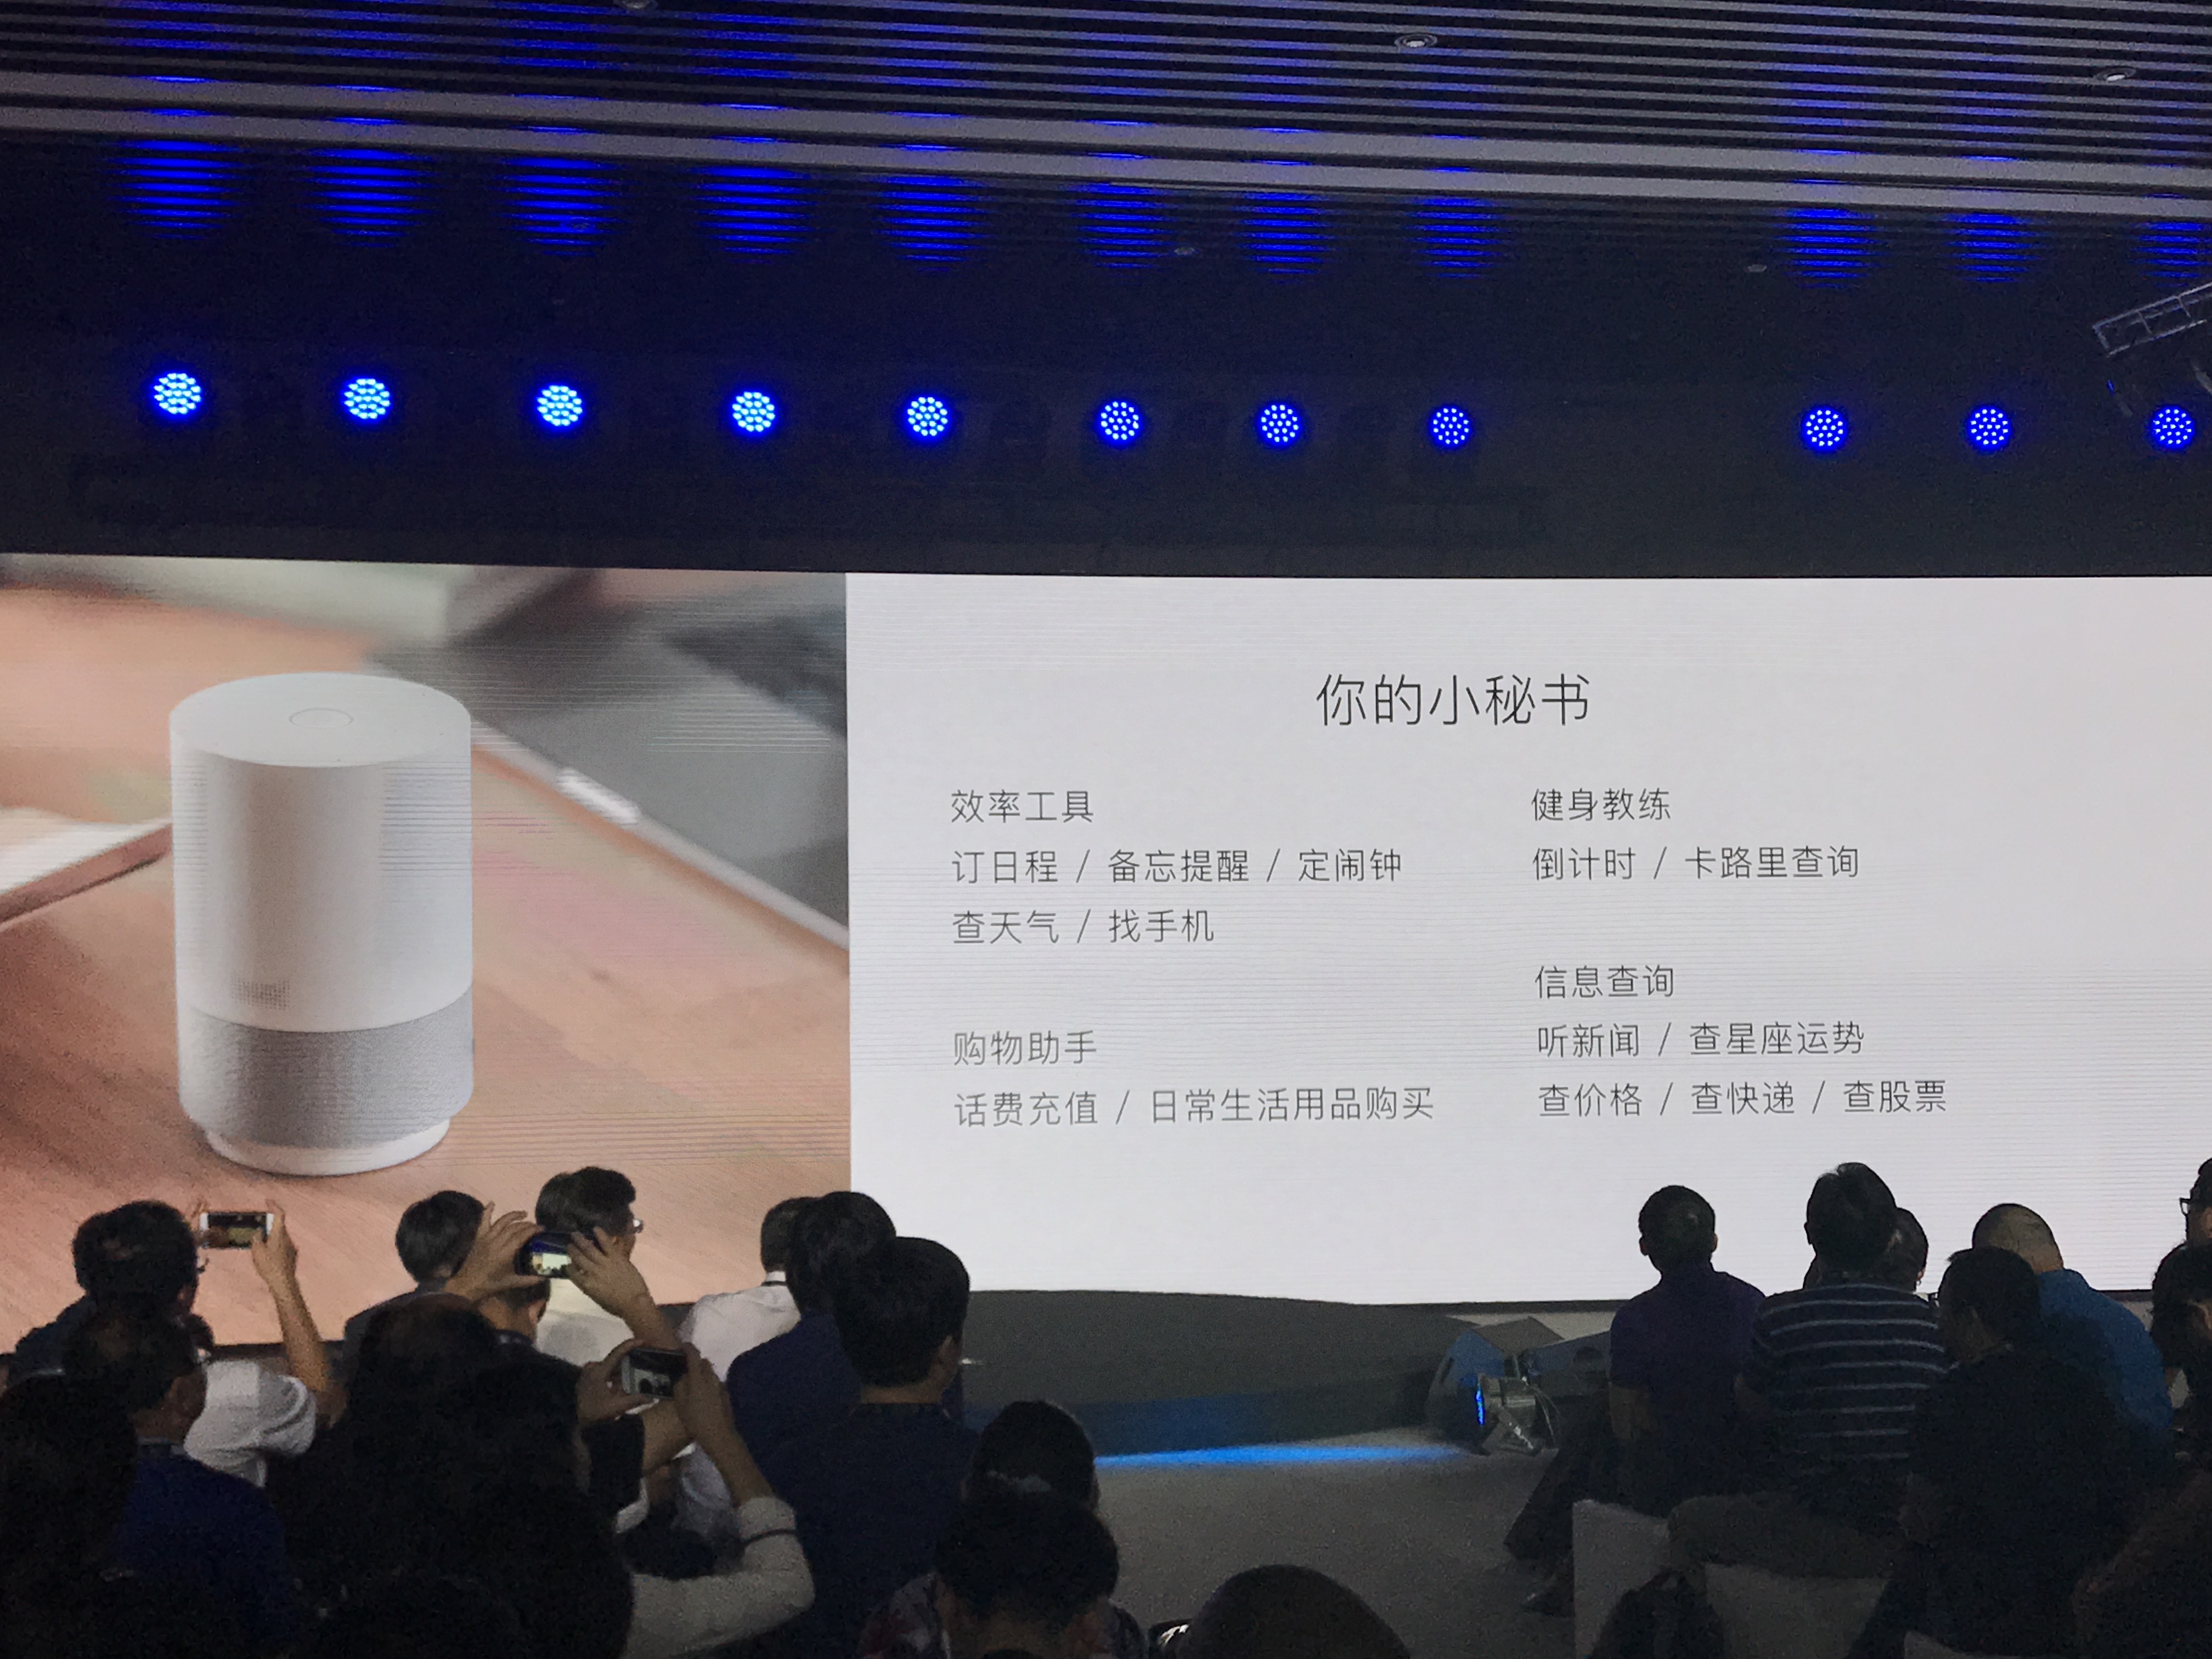 你的小秘书
效率工具
订日程 / 备忘提醒 / 定闹钟
查天气 / 找手机
购物助手
话费充值 / 日常生活用品购买
健身教练
倒计时 / 卡路里查询
信息查询
听新闻 / 查星座运势
查价格 / 查快递 / 查股票